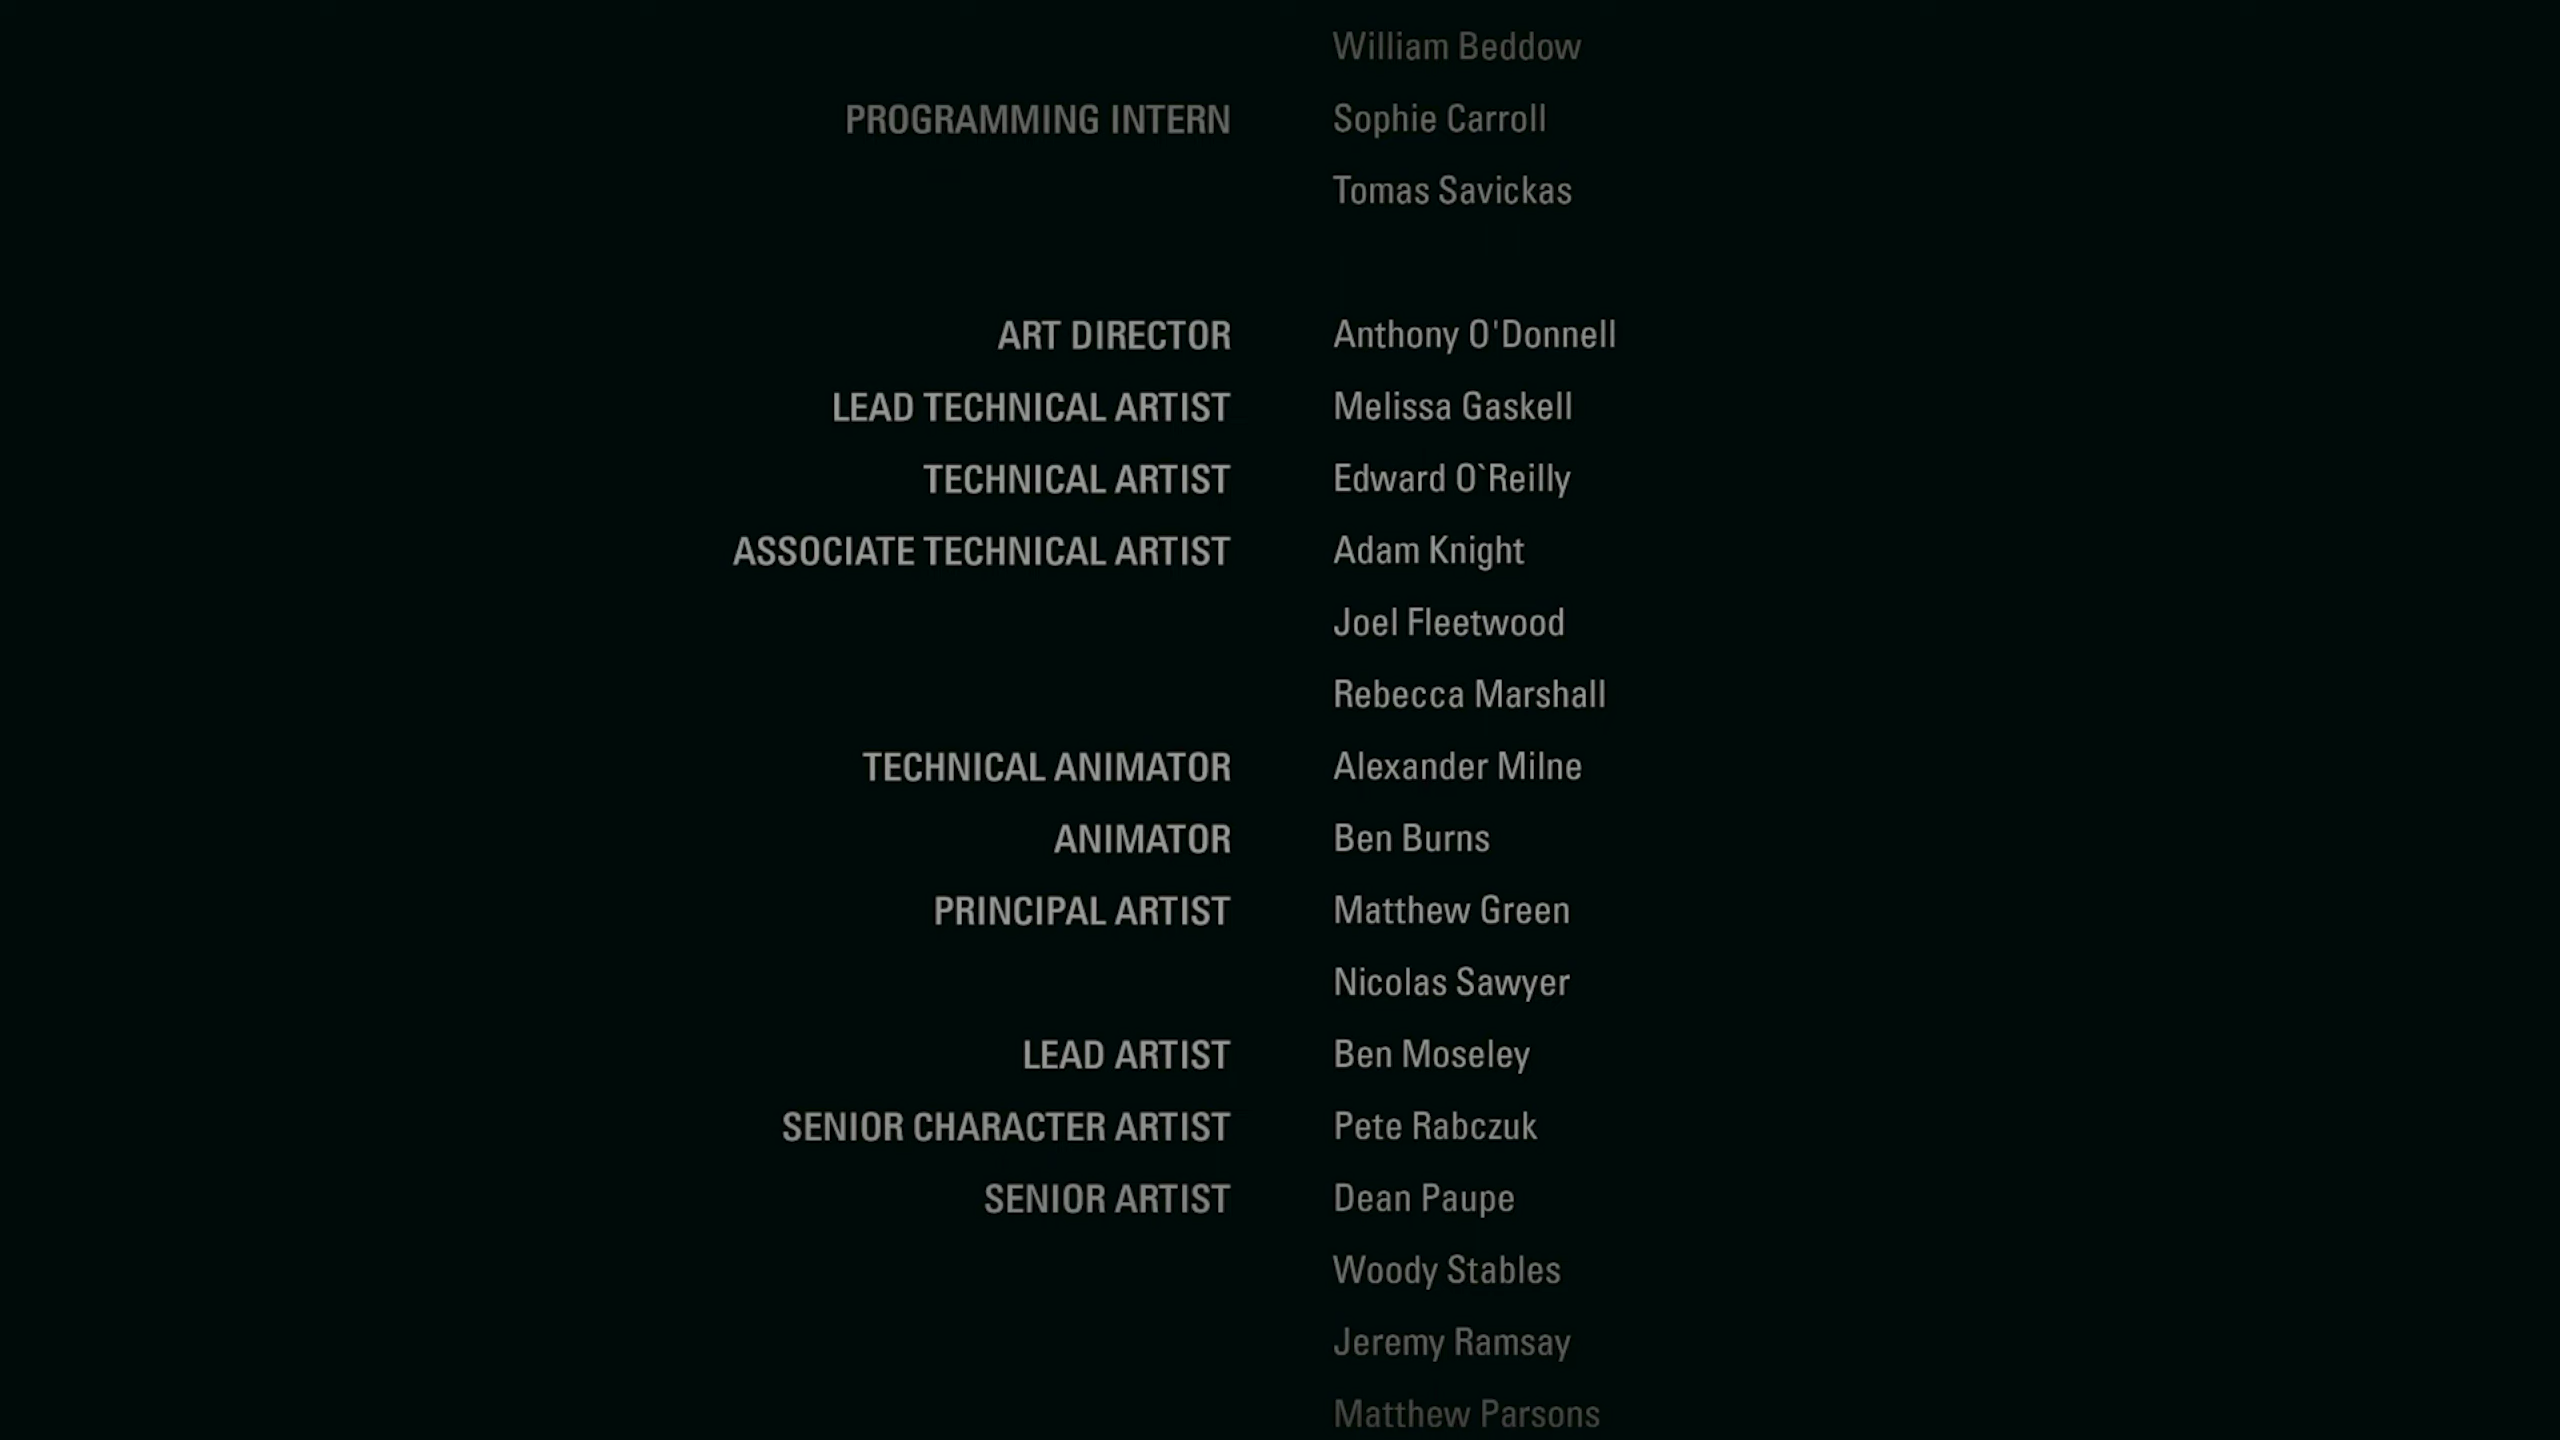 William Beddow
PROGRAMMING INTERN Sophie Carroll
Tomas Savickas
ART DIRECTOR Anthony O'Donnell
LEAD TECHNICAL ARTIST Melissa Gaskell
TECHNICAL ARTIST Edward O`Reilly
ASSOCIATE TECHNICAL ARTIST Adam Knight
Joel Fleetwood
Rebecca Marshall
TECHNICAL ANIMATOR Alexander Milne
ANIMATOR Ben Burns
PRINCIPAL ARTIST Matthew Green
Nicolas Sawyer
LEAD ARTIST Ben Moseley
SENIOR CHARACTER ARTIST Pete Rabczuk
SENIOR ARTIST Dean Paupe
Woody Stables
Jeremy Ramsay
Matthew Parsons